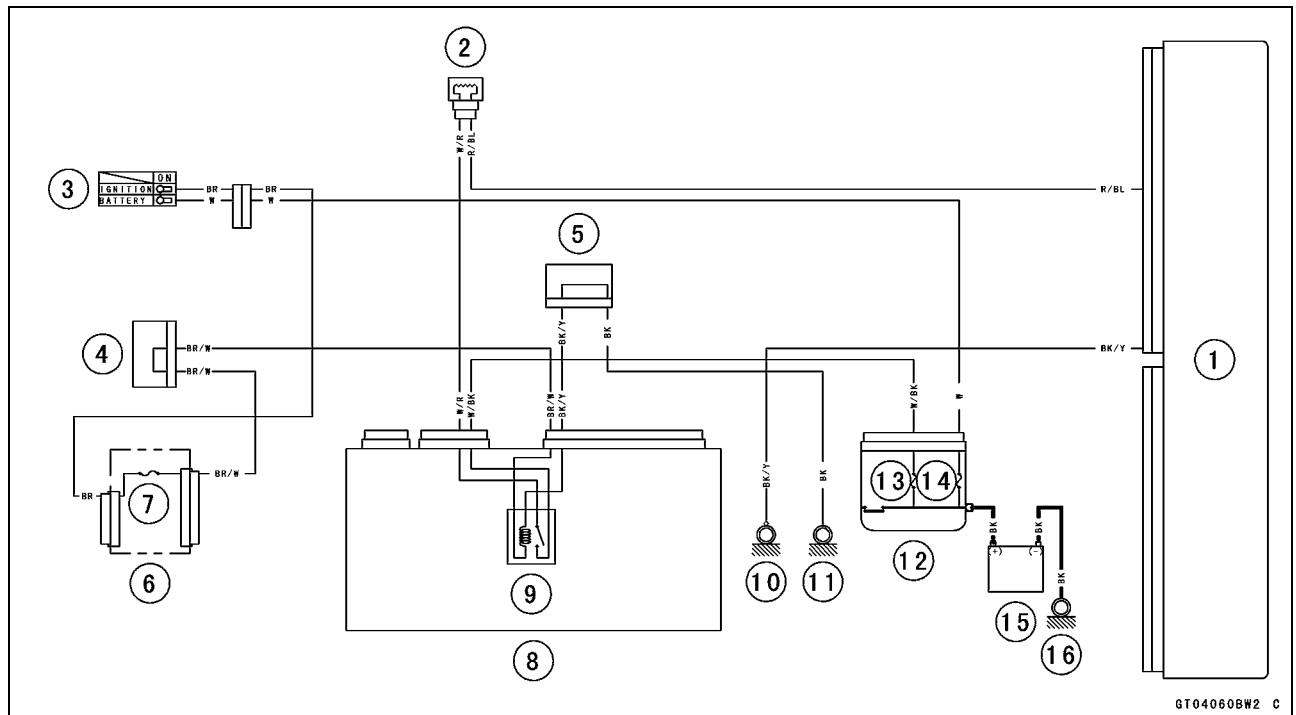 2
W/R
R/BL
3
ON
IGNITION
BATTERY
BR
W
BR
W
R/BL
5
BK/Y
BK
4
BR/W
BR/W
BK/Y
1
W/R
W/BK
BR/W
BK/Y
W/BK
W
BR
7
BR/W
6
13
14
BK/Y
BK
BK
BK
(+)
(-)
BK
9
10
11
12
15
16
8
GT04060BW2 C